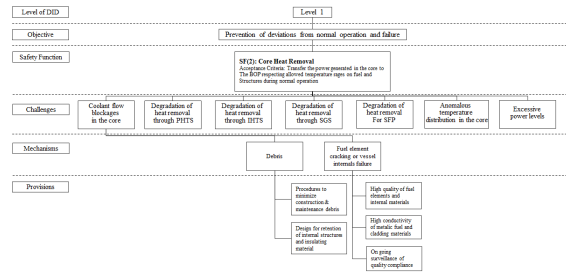 Level of DID
Level 1
Objective
Prevention of deviations from normal operation and failure
Safety Function
SF(2): Core Heat Removal
Acceptance Criteria: Transfer the power generated in the core to
The BOP respecting allowed temperature rages on fuel and
Structures during normal operation
Challenges
Coolant flow
blockages
in the core
Degradation of
heat removal
through PHTS
Degradation of
heat removal
through IHTS
Degradation of
heat removal
through SGS
Degradation of
heat removal
For SFP
Anomalous
temperature
distribution in the core
Excessive
power levels
Mechanisms
Debris
Fuel element
cracking or vessel
internals failure
Provisions
Procedures to
minimize
construction &
maintenance debris
Design for retention
of internal structures
and insulating
material
High quality of fuel
elements and
internal materials
High conductivity
of metalic fuel and
cladding materials
On going
surveillance of
quality compliance